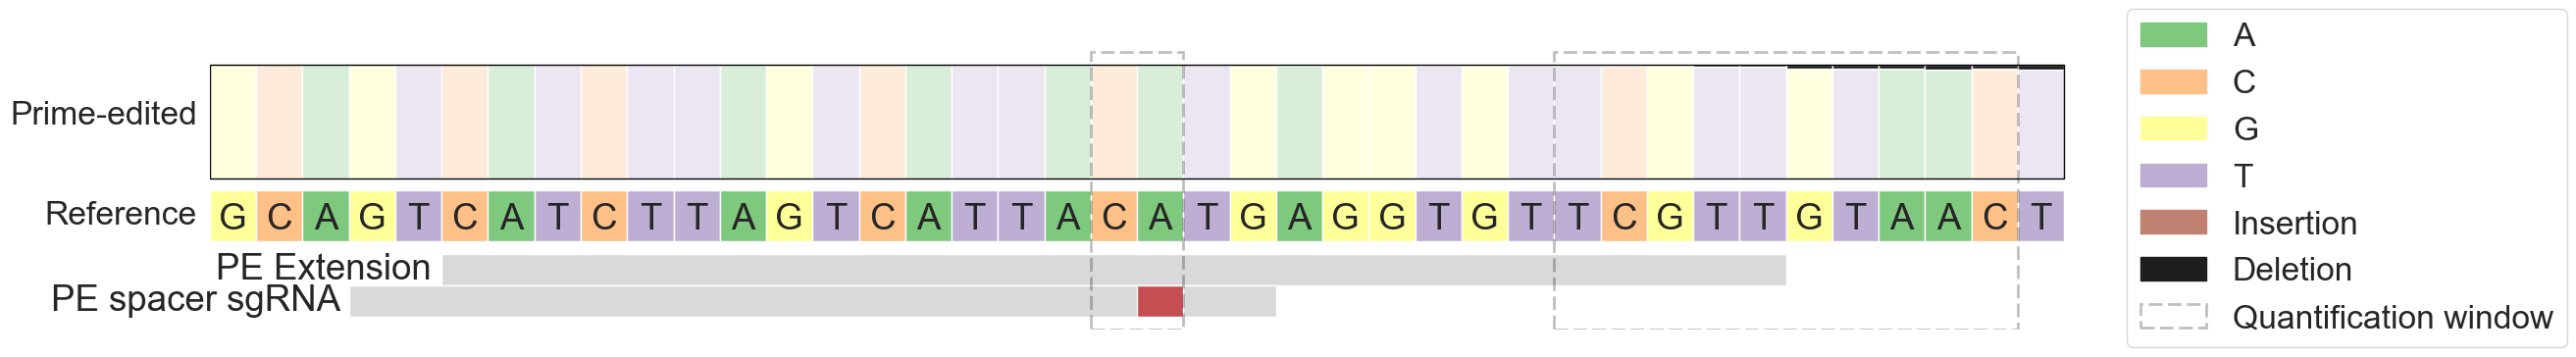 Prime-edited
Reference G C A G T C A T C T T A G T C A T T A C A T G A G G T G T T C G T T G T A A C T
PE Extension
PE spacer sgRNA
A
C
G
T
Insertion
Deletion
Quantification window